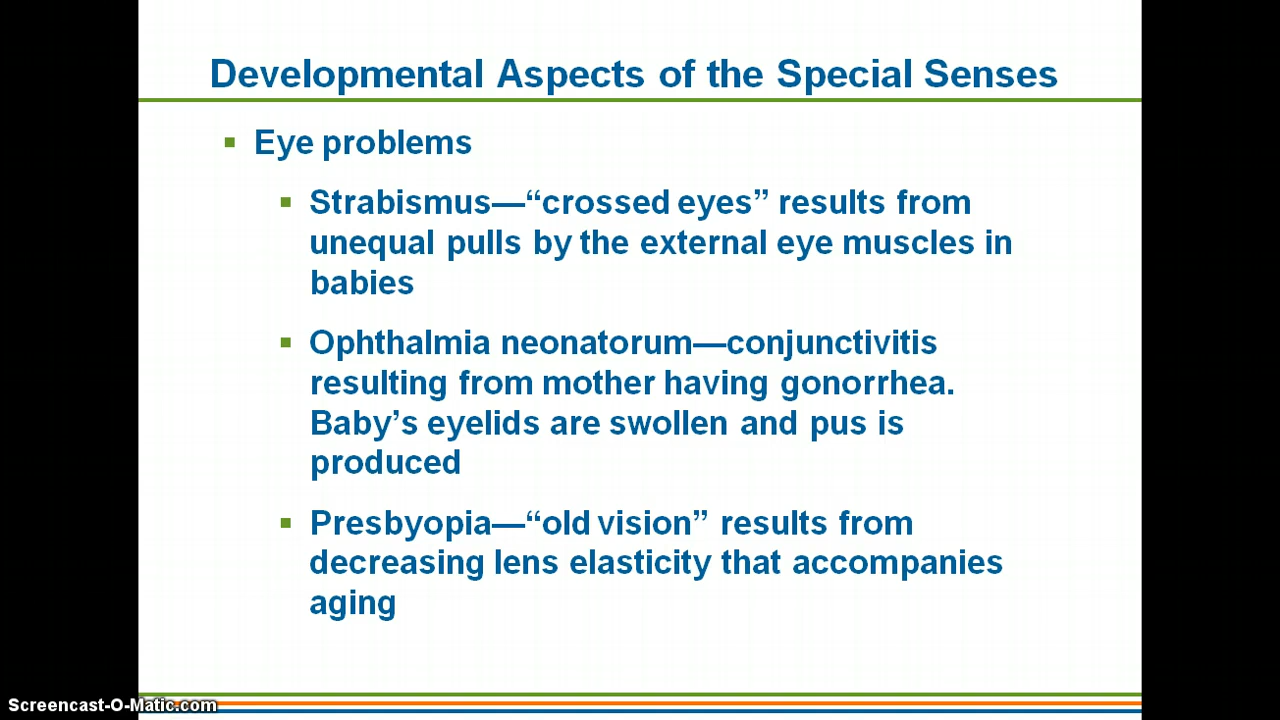 Developmental Aspects of the Special Senses
Eye problems
Strabismus—“crossed eyes” results from
unequal pulls by the external eye muscles in
babies
Ophthalmia neonatorum—conjunctivitis
resulting from mother having gonorrhea.
Baby’s eyelids are swollen and pus is
produced
Presbyopia—“old vision” results from
decreasing lens elasticity that accompanies
aging
Screencast-O-Matic.com